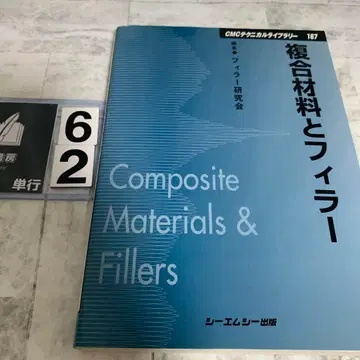 CMCテクニカルライブラリー 187
複合材料とフィラー
フィラー研究会
Composite
Materials &
Fillers
シーエムシー出版
6
2
房
単行